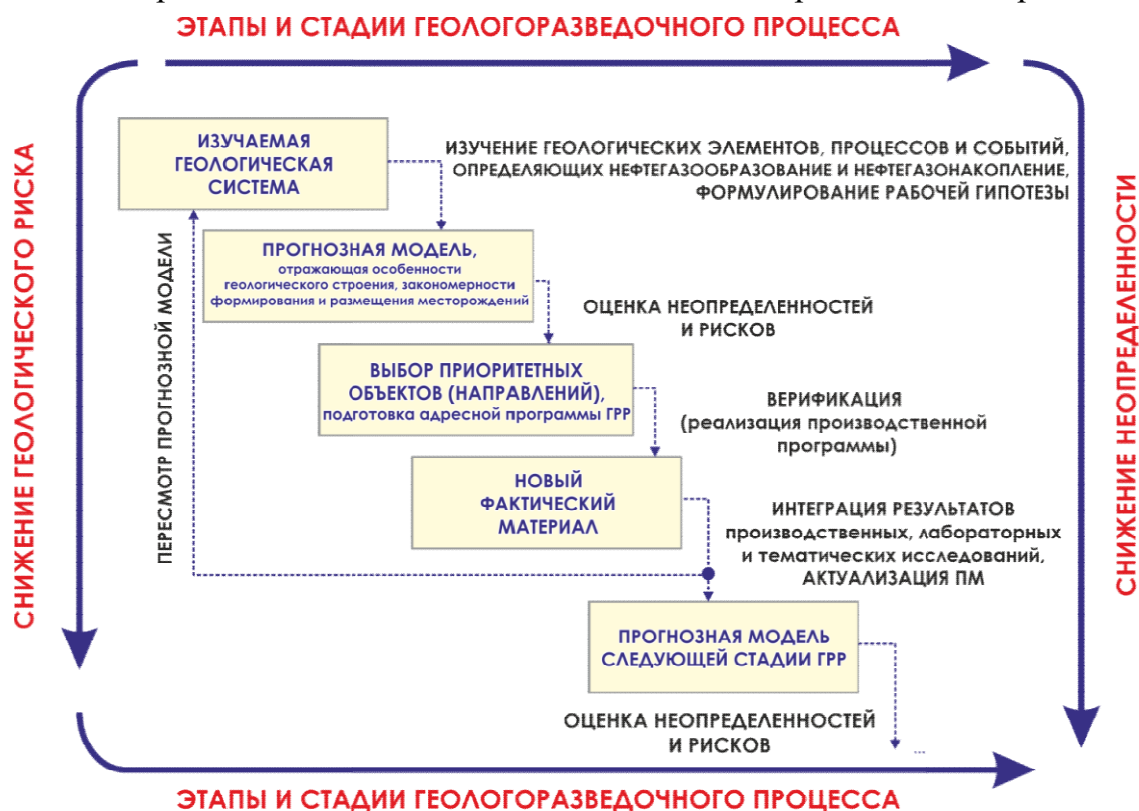 ЭТАПЫ И СТАДИИ ГЕОЛОГОРАЗВЕДОЧНОГО ПРОЦЕССА
СНИЖЕНИЕ ГЕОЛОГИЧЕСКОГО РИСКА
ИЗУЧАЕМАЯ
ГЕОЛОГИЧЕСКАЯ
СИСТЕМА
ИЗУЧЕНИЕ ГЕОЛОГИЧЕСКИХ ЭЛЕМЕНТОВ, ПРОЦЕССОВ И СОБЫТИЙ,
ОПРЕДЕЛЯЮЩИХ НЕФТЕГАЗООБРАЗОВАНИЕ И НЕФТЕГАЗОНАКОПЛЕНИЕ,
ФОРМУЛИРОВАНИЕ РАБОЧЕЙ ГИПОТЕЗЫ
ПЕРЕСМОТР ПРОГНОЗНОЙ МОДЕЛИ
ПРОГНОЗНАЯ МОДЕЛЬ,
отражающая особенности
геологического строения, закономерности
формирования и размещения месторождений
ОЦЕНКА НЕОПРЕДЕЛЕННОСТЕЙ
И РИСКОВ
ВЫБОР ПРИОРИТЕТНЫХ
ОБЪЕКТОВ (НАПРАВЛЕНИЙ),
подготовка адресной программы ГРР
ВЕРИФИКАЦИЯ
(реализация производственной
программы)
НОВЫЙ
ФАКТИЧЕСКИЙ
МАТЕРИАЛ
ИНТЕГРАЦИЯ РЕЗУЛЬТАТОВ
производственных, лабораторных
и тематических исследований,
АКТУАЛИЗАЦИЯ ПМ
ПРОГНОЗНАЯ МОДЕЛЬ
СЛЕДУЮЩЕЙ СТАДИИ ГРР
ОЦЕНКА НЕОПРЕДЕЛЕННОСТЕЙ
И РИСКОВ
...
СНИЖЕНИЕ НЕОПРЕДЕЛЕННОСТИ
ЭТАПЫ И СТАДИИ ГЕОЛОГОРАЗВЕДОЧНОГО ПРОЦЕССА